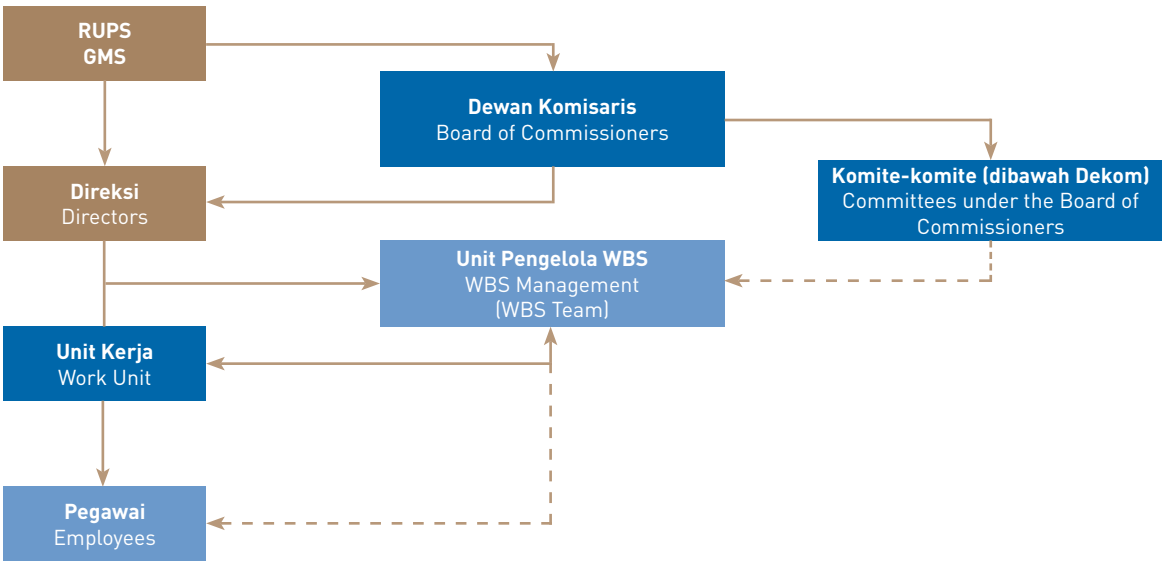 RUPS
GMS
Dewan Komisaris
Board of Commissioners
Komite-komite (dibawah Dekom)
Committees under the Board of
Commissioners
Direksi
Directors
Unit Pengelola WBS
WBS Management
(WBS Team)
Unit Kerja
Work Unit
Pegawai
Employees